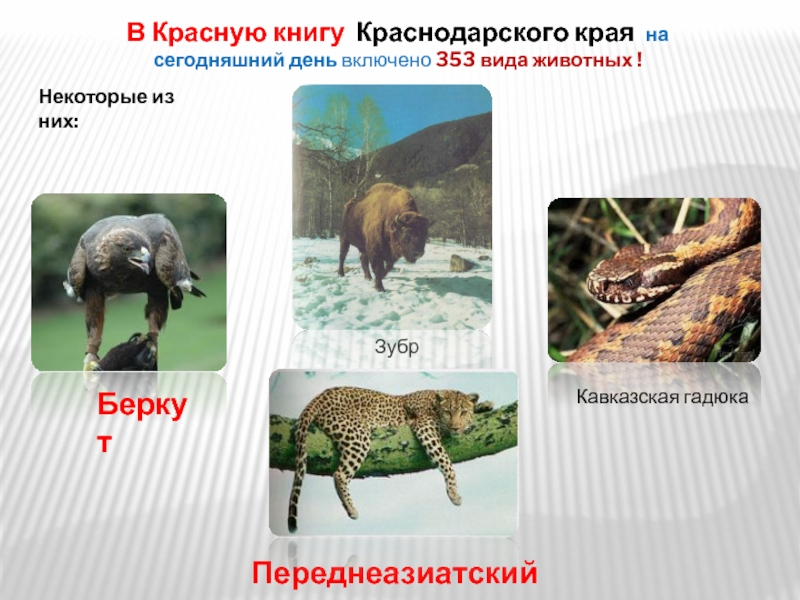 В Красную книгу Краснодарского края на
сегодняшний день включено 353 вида животных !
Некоторые из
них:
Зубр
Кавказская гадюка
Берку
т
Переднеазиатский